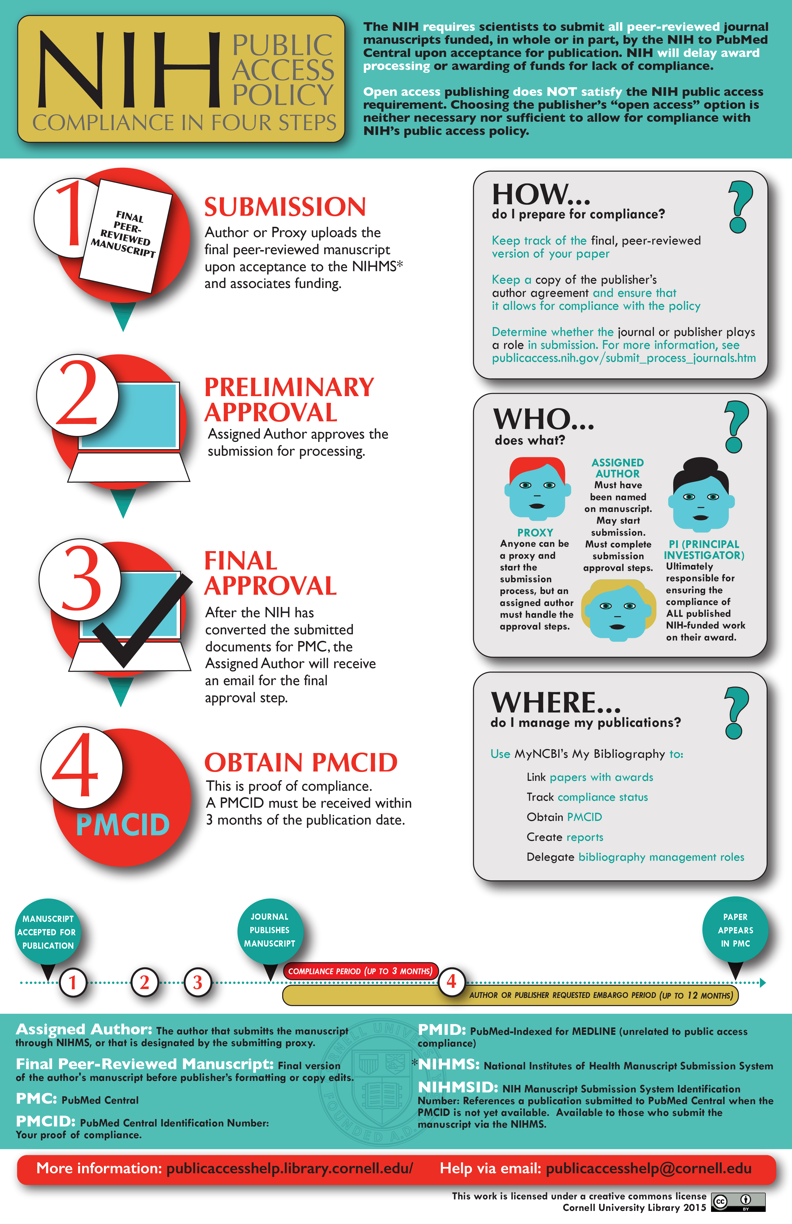 NIH PUBLIC
ACCESS
POLICY
COMPLIANCE IN FOUR STEPS
The NIH requires scientists to submit all peer-reviewed journal
manuscripts funded, in whole or in part, by the NIH to PubMed
Central upon acceptance for publication. NIH will delay award
processing or awarding of funds for lack of compliance.
Open access publishing does NOT satisfy the NIH public access
requirement. Choosing the publisher's "open access" option is
neither necessary nor sufficient to allow for compliance with
NIH's public access policy.
1
FINAL
PEER-
REVIEWED
MANUSCRIPT
SUBMISSION
Author or Proxy uploads the
final peer-reviewed manuscript
upon acceptance to the NIHMS*
and associates funding.
2
PRELIMINARY
APPROVAL
Assigned Author approves the
submission for processing.
3
FINAL
APPROVAL
After the NIH has
converted the submitted
documents for PMC, the
Assigned Author will receive
an email for the final
approval step.
4
PMCID
OBTAIN PMCID
This is proof of compliance.
A PMCID must be received within
3 months of the publication date.
HOW...
do I prepare for compliance?
?
Keep track of the final, peer-reviewed
version of your paper
Keep a copy of the publisher's
author agreement and ensure that
it allows for compliance with the policy
Determine whether the journal or publisher plays
a role in submission. For more information, see
publicaccess.nih.gov/submit_process_journals.htm
WHO...
does what?
?
PROXY
Anyone can be
a proxy and
start the
submission
process, but an
assigned author
must handle the
approval steps.
ASSIGNED
AUTHOR
Must have
been named
on manuscript.
May start
submission.
Must complete
submission
approval steps.
PI (PRINCIPAL
INVESTIGATOR)
Ultimately
responsible for
ensuring the
compliance of
ALL published
NIH-funded work
on their award.
WHERE...
do I manage my publications?
?
Use MyNCBI's My Bibliography to:
Link papers with awards
Track compliance status
Obtain PMCID
Create reports
Delegate bibliography management roles
MANUSCRIPT
ACCEPTED FOR
PUBLICATION
JOURNAL
PUBLISHES
MANUSCRIPT
PAPER
APPEARS
IN PMC
1
2
3
COMPLIANCE PERIOD (UP TO 3 MONTHS)
4
AUTHOR OR PUBLISHER REQUESTED EMBARGO PERIOD (UP TO 12 MONTHS)
Assigned Author: The author that submits the manuscript
through NIHMS, or that is designated by the submitting proxy.
Final Peer-Reviewed Manuscript: Final version
of the author's manuscript before publisher's formatting or copy edits.
PMC: PubMed Central
PMCID: PubMed Central Identification Number:
Your proof of compliance.
PMID: PubMed-Indexed for MEDLINE (unrelated to public access
compliance)
*NIHMS: National Institutes of Health Manuscript Submission System
NIHMSID: NIH Manuscript Submission System Identification
Number: References a publication submitted to PubMed Central when the
PMCID is not yet available. Available to those who submit the
manuscript via the NIHMS.
More information: publicaccesshelp.library.cornell.edu/
Help via email: publicaccesshelp@cornell.edu
This work is licensed under a creative commons license
Cornell University Library 2015
cc
BY